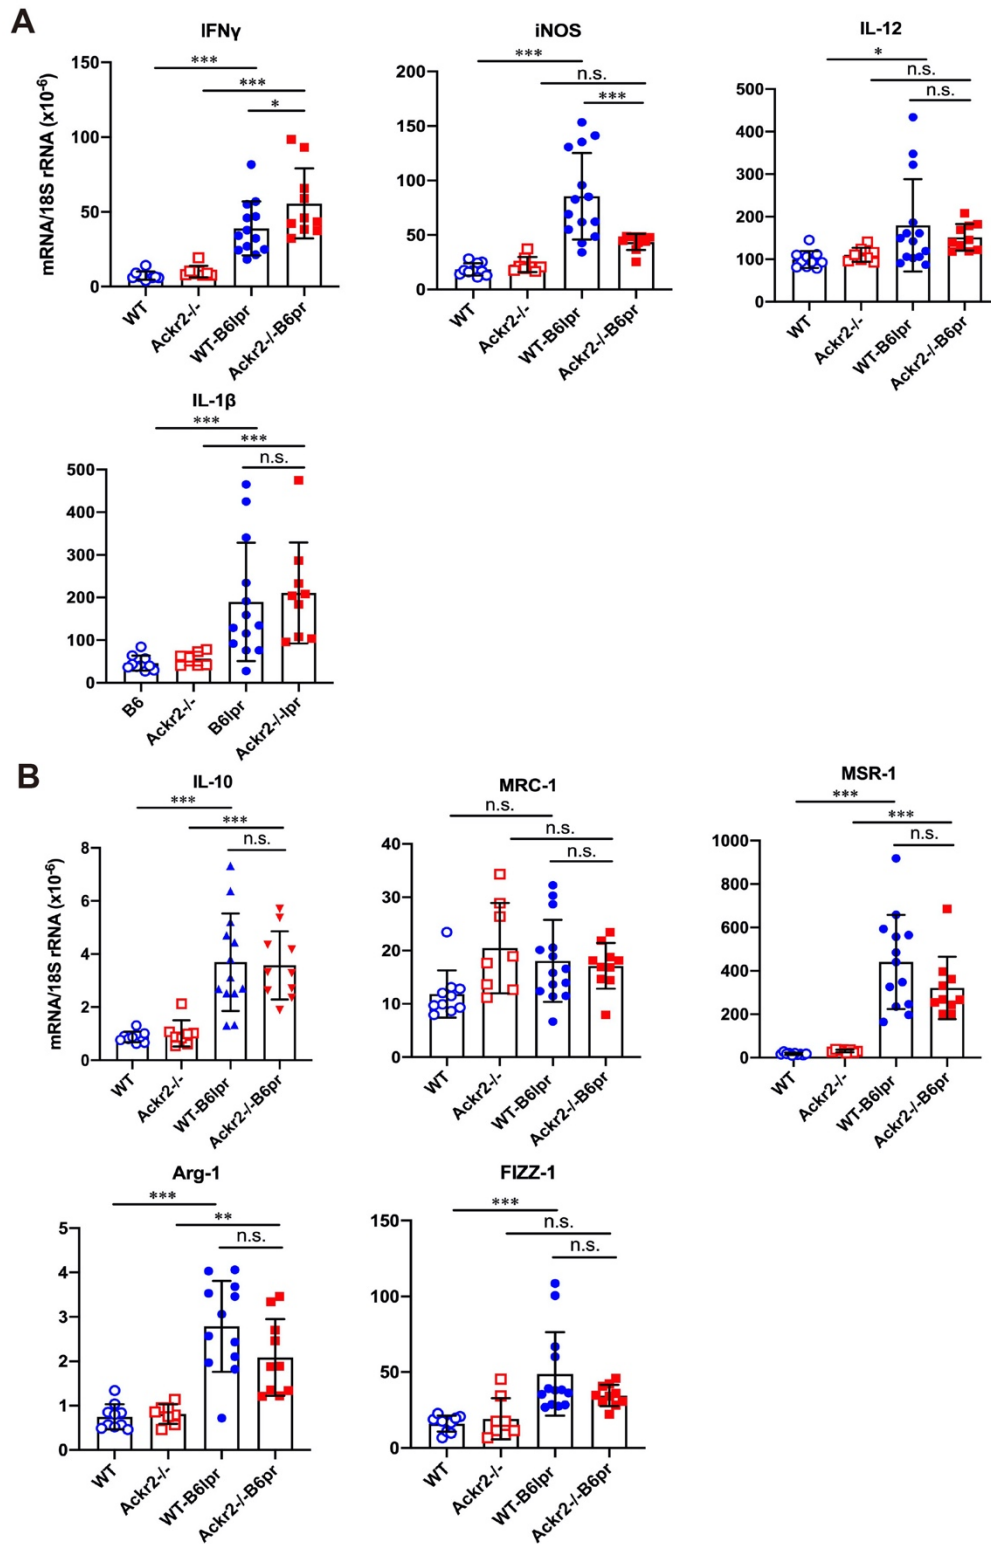 A
IFNγ
iNOS
IL-12
mRNA/18S rRNA (x10-6)
***
***
*
150
100
50
0
WT
Ackr2-/-
WT-B6lpr
Ackr2-/-B6pr
***
n.s.
***
200
150
100
50
0
WT
Ackr2-/-
WT-B6lpr
Ackr2-/-B6pr
*
n.s.
n.s.
500
400
300
200
100
0
WT
Ackr2-/-
WT-B6lpr
Ackr2-/-B6pr
IL-1β
***
***
n.s.
500
400
300
200
100
0
B6
Ackr2-/-
B6lpr
Ackr2-/-lpr
B
IL-10
MRC-1
MSR-1
mRNA/18S rRNA (x10-6)
***
***
n.s.
8
6
4
2
0
WT
Ackr2-/-
WT-B6lpr
Ackr2-/-B6pr
n.s.
n.s.
n.s.
40
30
20
10
0
WT
Ackr2-/-
WT-B6lpr
Ackr2-/-B6pr
***
***
n.s.
1000
800
600
400
200
0
WT
Ackr2-/-
WT-B6lpr
Ackr2-/-B6pr
Arg-1
***
**
n.s.
5
4
3
2
1
0
WT
Ackr2-/-
WT-B6lpr
Ackr2-/-B6pr
FIZZ-1
***
n.s.
n.s.
150
100
50
0
WT
Ackr2-/-
WT-B6lpr
Ackr2-/-B6pr